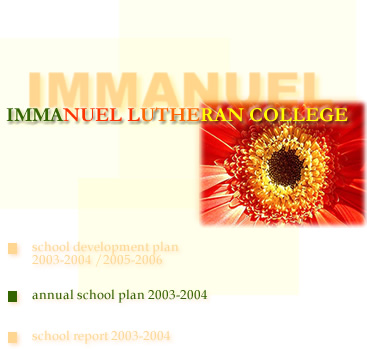 IMMANUEL
IMMANUEL LUTHERAN COLLEGE
school development plan
2003-2004 / 2005-2006
annual school plan 2003-2004
school report 2003-2004